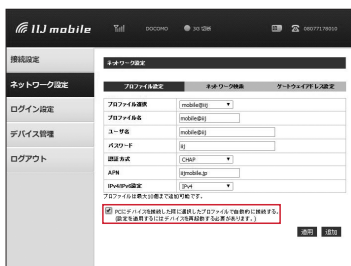 IIJ mobile
DOCOMO
3G 圏
08077178010
接続設定
ネットワーク設定
ログイン設定
デバイス管理
ログアウト
ネットワーク設定
プロファイル設定 ネットワーク検索 ゲートウェイアドレス設定
プロファイル選択 mobile@iij
プロファイル名 mobile@iij
ユーザ名 mobile@iij
パスワード iij
認証方式 CHAP
APN iijmobile.jp
IPv4/IPv6設定 IPv4
プロファイルは最大10個まで追加可能です。
PCにデバイスを接続した際に選択したプロファイルで自動的に接続する。
(設定を適用するにはデバイスを再起動する必要があります。)
適用 追加